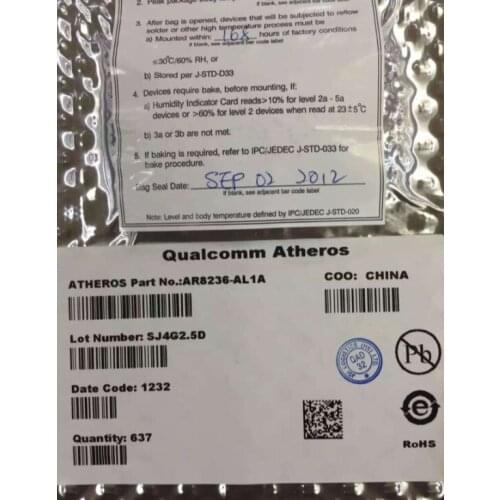 3. After bag is opened, devices that will be subjected to reflow
solder or other high temperature process must be
a) Mounted within: 168 hours of factory conditions
If blank, see adjacent bar code label
≤30°C/60% RH, or
b) Stored per J-STD-D33
4. Devices require bake, before mounting, if:
a) Humidity Indicator Card reads>10% for level 2a - 5a
devices or >60% for level 2 devices when read at 23±5°C
b) 3a or 3b are not met.
5. If baking is required, refer to IPC/JEDEC J-STD-033 for
bake procedure.
Bag Seal Date: SEP 02 2012
If blank, see adjacent bar code label
Note: Level and body temperature defined by IPC/JEDEC J-STD-020
Qualcomm Atheros
ATHEROS Part No.:AR8236-AL1A
COO: CHINA
Lot Number: SJ4G2.5D
QAD
32
Pb
Date Code: 1232
e
Quantity: 637
RoHS